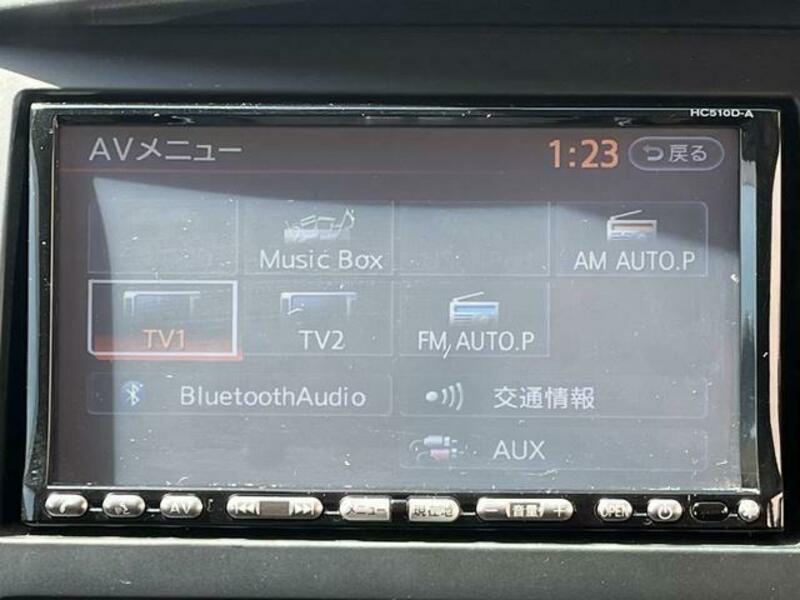 HC510D-A
AVメニュー 1:23 戻る
Music Box AM AUTO.P
TV1 TV2 FM AUTO.P
BluetoothAudio 交通情報
AUX
AV メニュー 現在地 － 音量 ＋ OPEN